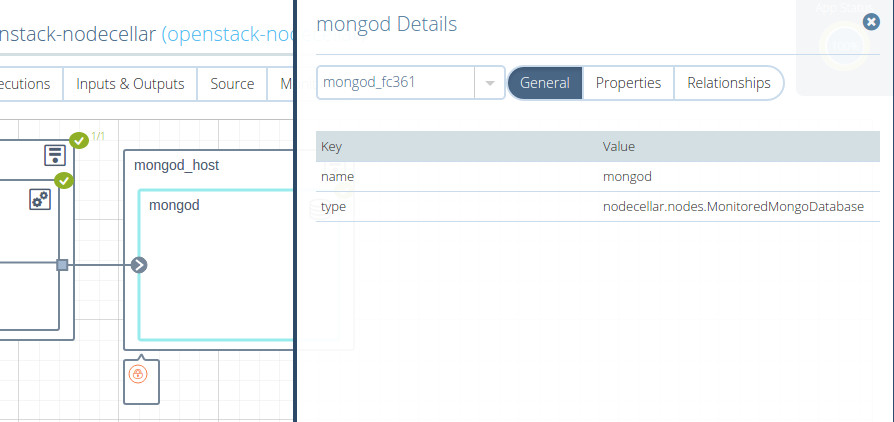 nstack-nodecellar (openstack-noc
ecutions Inputs & Outputs Source M
1/1
mongod_host
mongod
mongod Details
mongod_fc361 General Properties Relationships
Key Value
name mongod
type nodecellar.nodes.MonitoredMongoDatabase